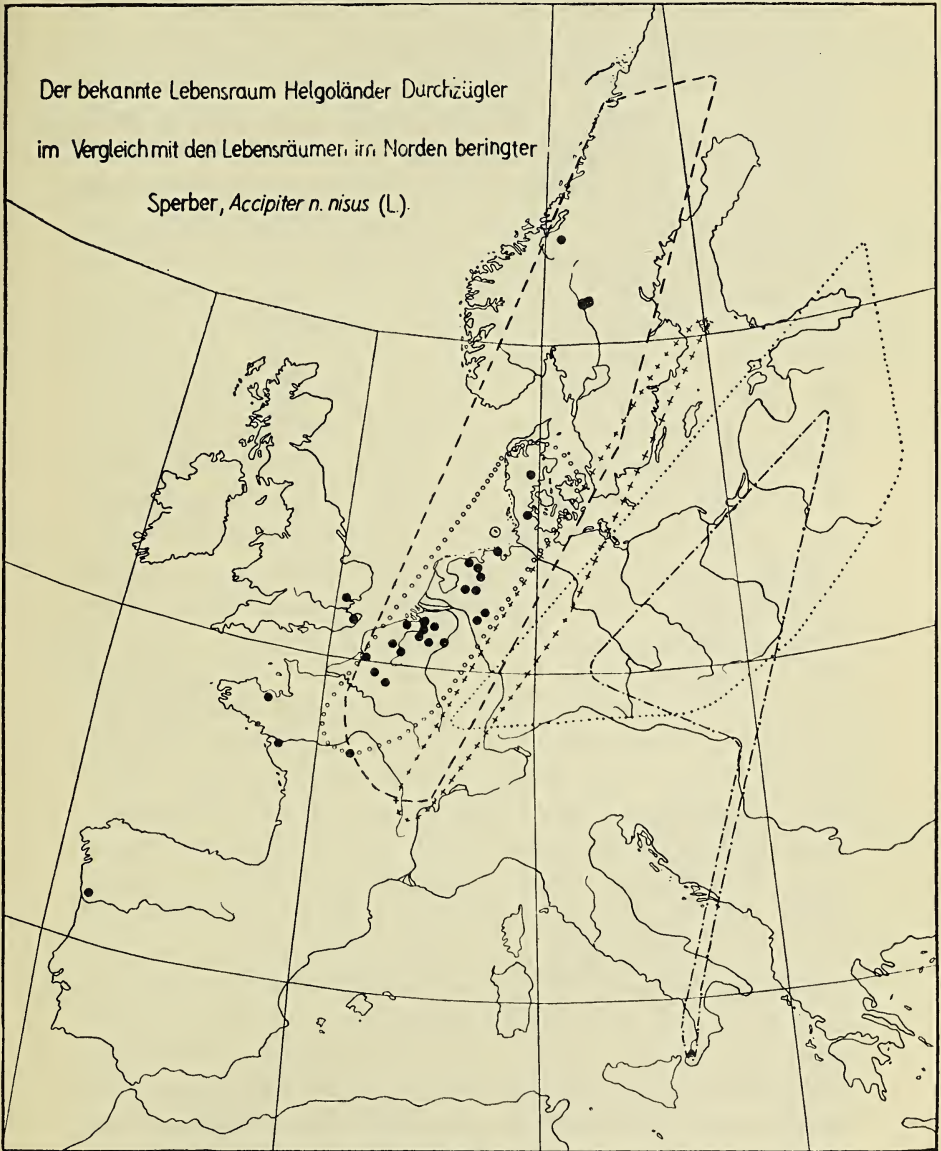 Der bekannte Lebensraum Helgoländer Durchzügler
im Vergleich mit den Lebensräumen im Norden beringter
Sperber, Accipiter n. nisus (L.).